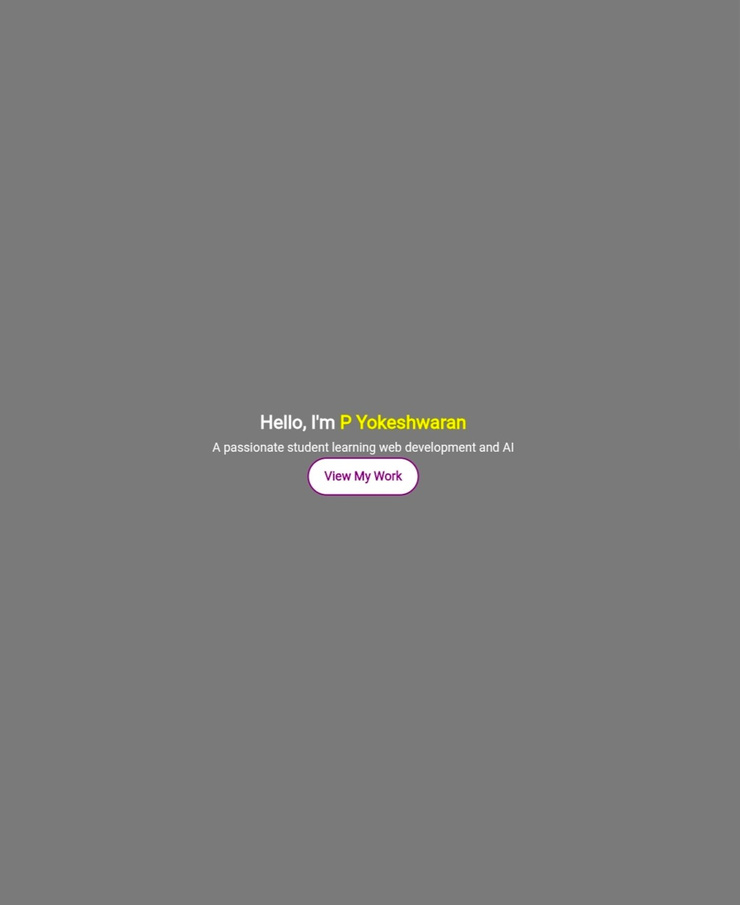 Hello, I'm P Yokeshwaran
A passionate student learning web development and AI
View My Work